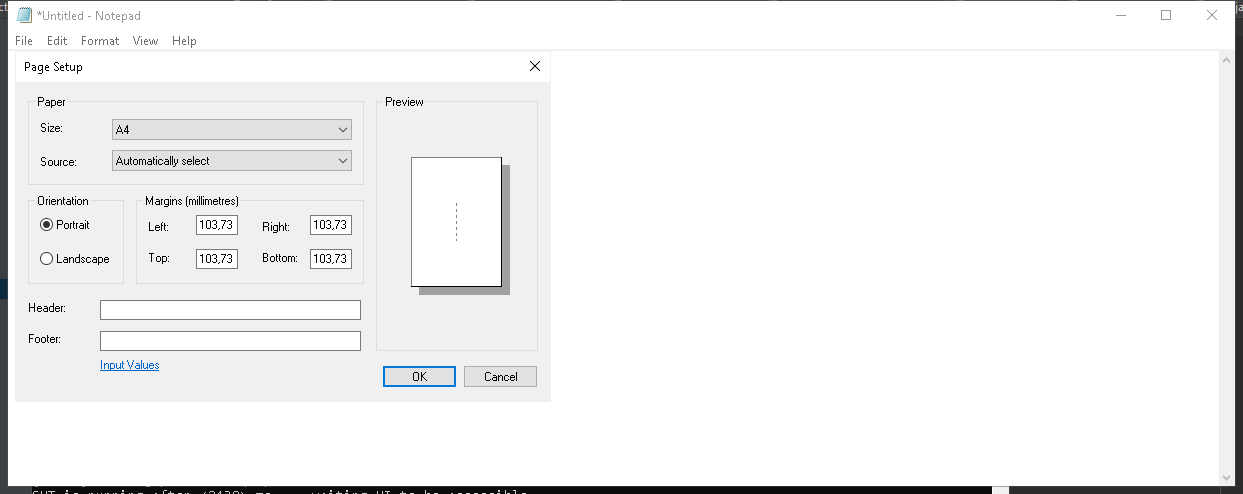 *Untitled - Notepad
File Edit Format View Help
Page Setup
Paper
Size: A4
Source: Automatically select
Orientation
Portrait
Landscape
Margins (millimetres)
Left: 103,73 Right: 103,73
Top: 103,73 Bottom: 103,73
Header:
Footer:
Input Values
Preview
OK Cancel